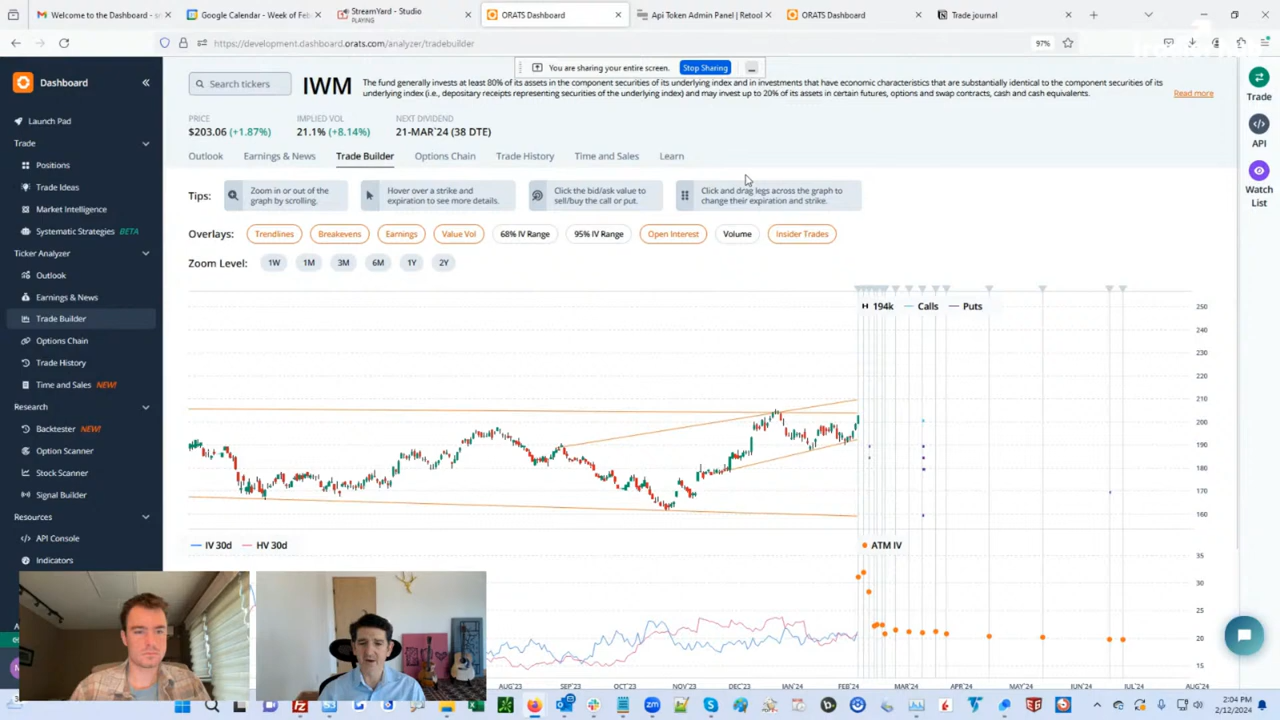 Welcome to the Dashboard - sn
Google Calendar - Week of Feb
StreamYard - Studio
PLAYING
ORATS Dashboard
Api Token Admin Panel | Retool
ORATS Dashboard
Trade journal
https://development.dashboard.orats.com/analyzer/tradebuilder
97%
You are sharing your entire screen.
Stop Sharing
Dashboard
Search tickers
IWM
The fund generally invests at least 80% of its assets in the component securities of its underlying index and in investments that have economic characteristics that are substantially identical to the component securities of its
underlying index (i.e., depositary receipts representing securities of the underlying index) and may invest up to 20% of its assets in certain futures, options and swap contracts, cash and cash equivalents.
Read more
PRICE
$203.06 (+1.87%)
IMPLIED VOL
21.1% (+8.14%)
NEXT DIVIDEND
21-MAR`24 (38 DTE)
Outlook
Earnings & News
Trade Builder
Options Chain
Trade History
Time and Sales
Learn
Tips:
Zoom in or out of the
graph by scrolling.
Hover over a strike and
expiration to see more details.
Click the bid/ask value to
sell/buy the call or put.
Click and drag legs across the graph to
change their expiration and strike.
Overlays:
Trendlines
Breakevens
Earnings
Value Vol
68% IV Range
95% IV Range
Open Interest
Volume
Insider Trades
Zoom Level:
1W
1M
3M
6M
1Y
2Y
Launch Pad
Trade
Positions
Trade Ideas
Market Intelligence
Systematic Strategies BETA
Ticker Analyzer
Outlook
Earnings & News
Trade Builder
Options Chain
Trade History
Time and Sales NEW!
Research
Backtester NEW!
Option Scanner
Stock Scanner
Signal Builder
Resources
API Console
Indicators
Trade
API
Watch
List
194k
Calls
Puts
250
240
230
220
210
200
190
180
170
160
IV 30d
HV 30d
ATM IV
35
30
25
20
15
AUG'23
SEP'23
OCT'23
NOV'23
DEC'23
JAN'24
FEB'24
MAR'24
APR'24
MAY'24
JUN'24
JUL'24
AUG'24
2:04 PM
2/12/2024